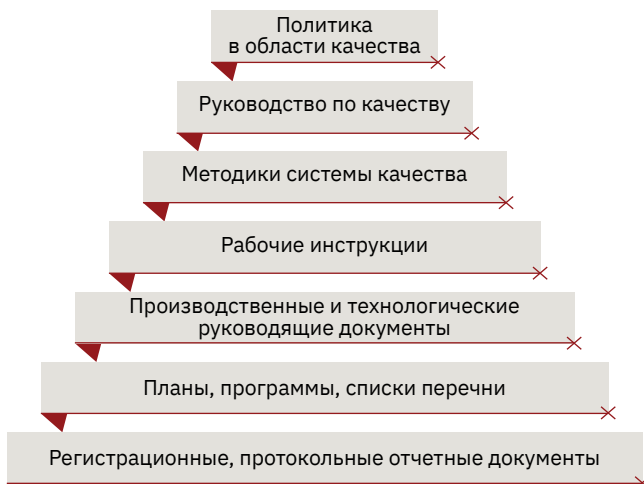 Политика
в области качества
Руководство по качеству
Методики системы качества
Рабочие инструкции
Производственные и технологические
руководящие документы
Планы, программы, списки перечни
Регистрационные, протокольные отчетные документы